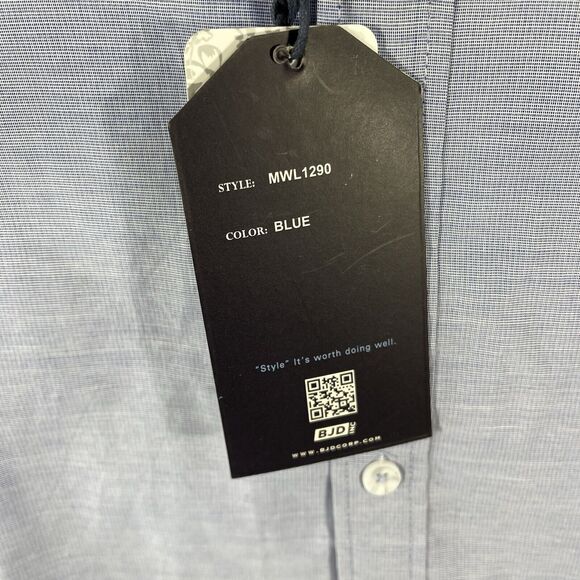 STYLE: MWL1290
COLOR: BLUE
"Style" It's worth doing well.
BJD INC
WWW.BJDCORP.COM